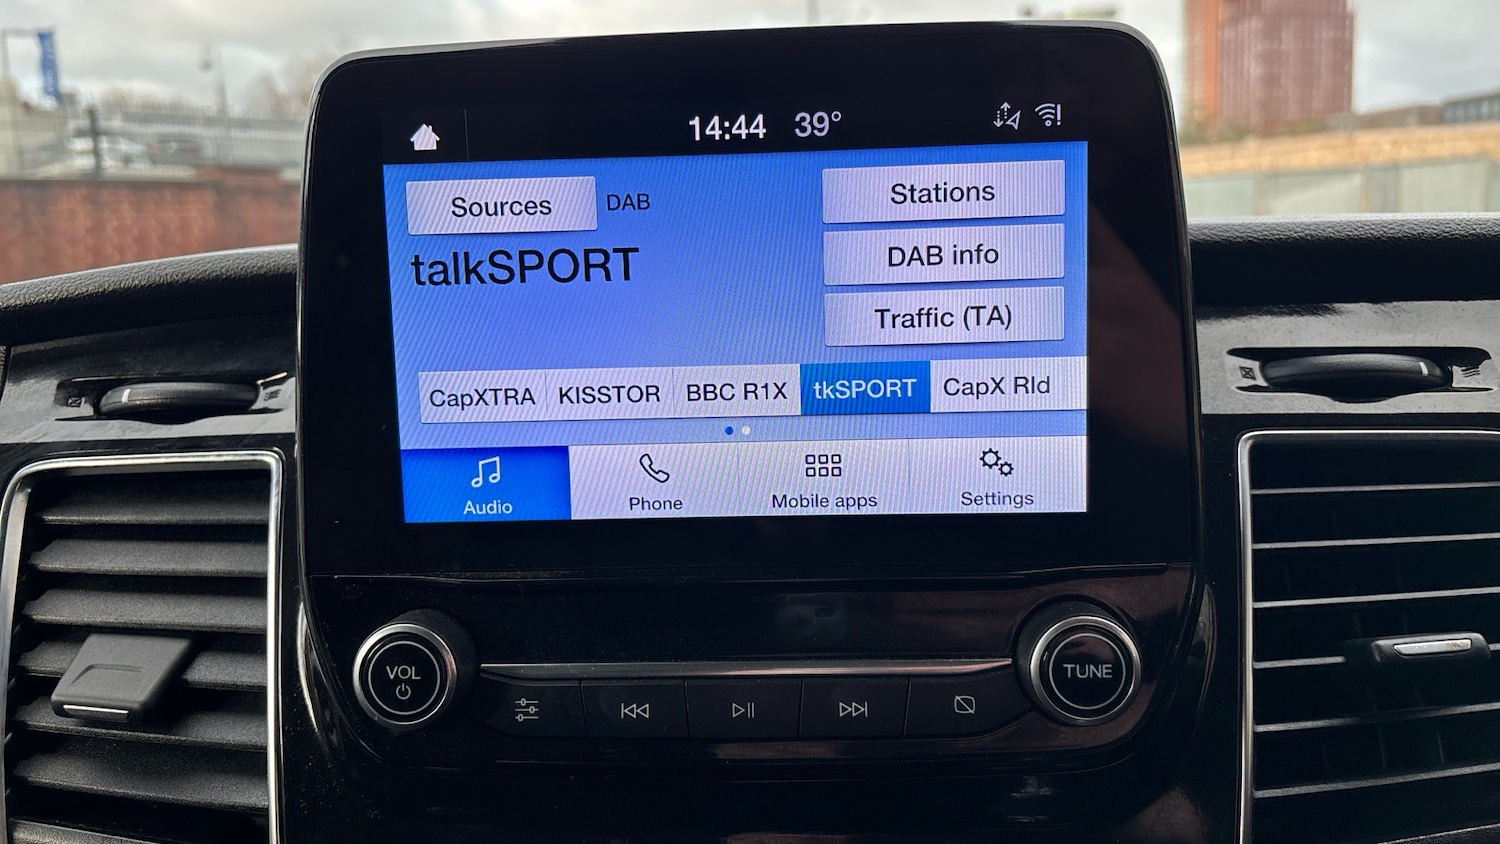 14:44 39°
Sources DAB
talkSPORT
Stations
DAB info
Traffic (TA)
CapXTRA KISSTOR BBC R1X tkSPORT CapX Rld
Audio Phone Mobile apps Settings
VOL
TUNE